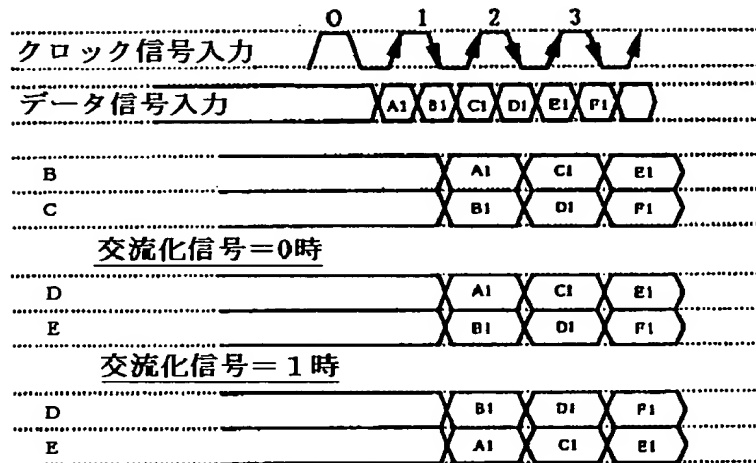 0 1 2 3
クロック信号入力
データ信号入力 A1 B1 C1 D1 E1 F1
B A1 C1 E1
C B1 D1 F1
交流化信号=0時
D A1 C1 E1
E B1 D1 F1
交流化信号=1時
D B1 D1 F1
E A1 C1 E1